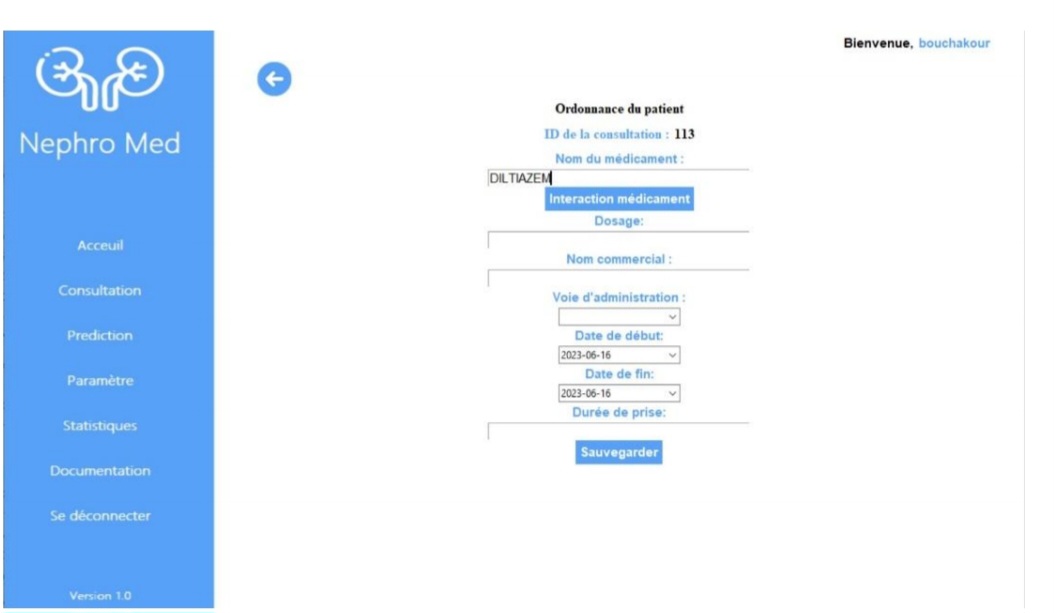 Bienvenue, bouchakour
Nephro Med
Acceuil
Consultation
Prediction
Paramètre
Statistiques
Documentation
Se déconnecter
Version 1.0
Ordonnance du patient
ID de la consultation : 113
Nom du médicament :
DILTIAZEM
Interaction médicament
Dosage:
Nom commercial :
Voie d'administration :
Date de début:
2023-06-16
Date de fin:
2023-06-16
Durée de prise:
Sauvegarder